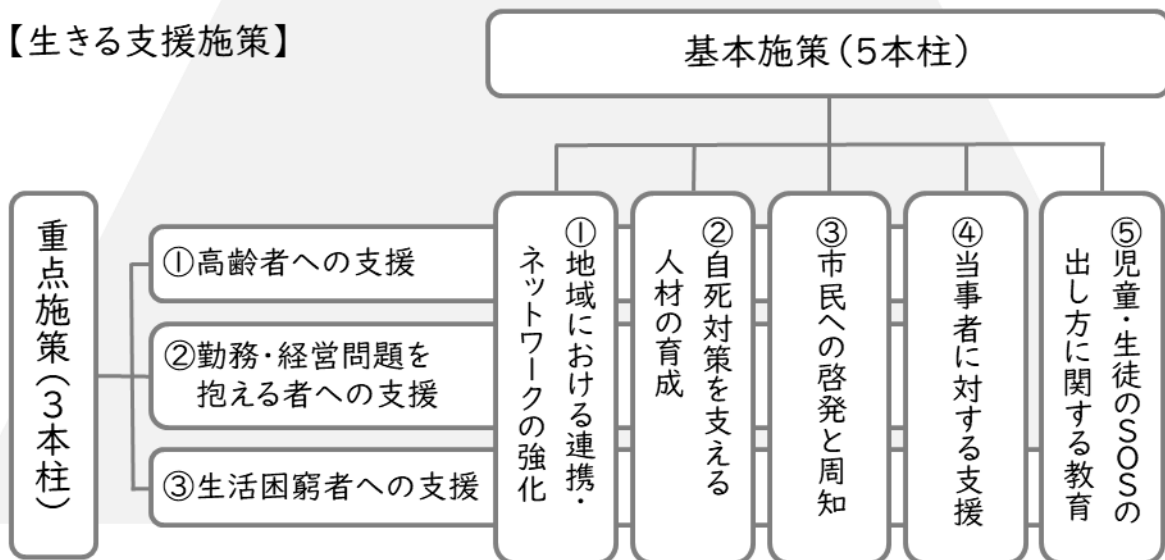 【生きる支援施策】
基本施策(5本柱)
重点施策(3本柱)
①高齢者への支援
②勤務・経営問題を
抱える者への支援
③生活困窮者への支援
①地域における連携・
ネットワークの強化
②自死対策を支える
人材の育成
③市民への啓発と周知
④当事者に対する支援
⑤児童・生徒のSOSの
出し方に関する教育